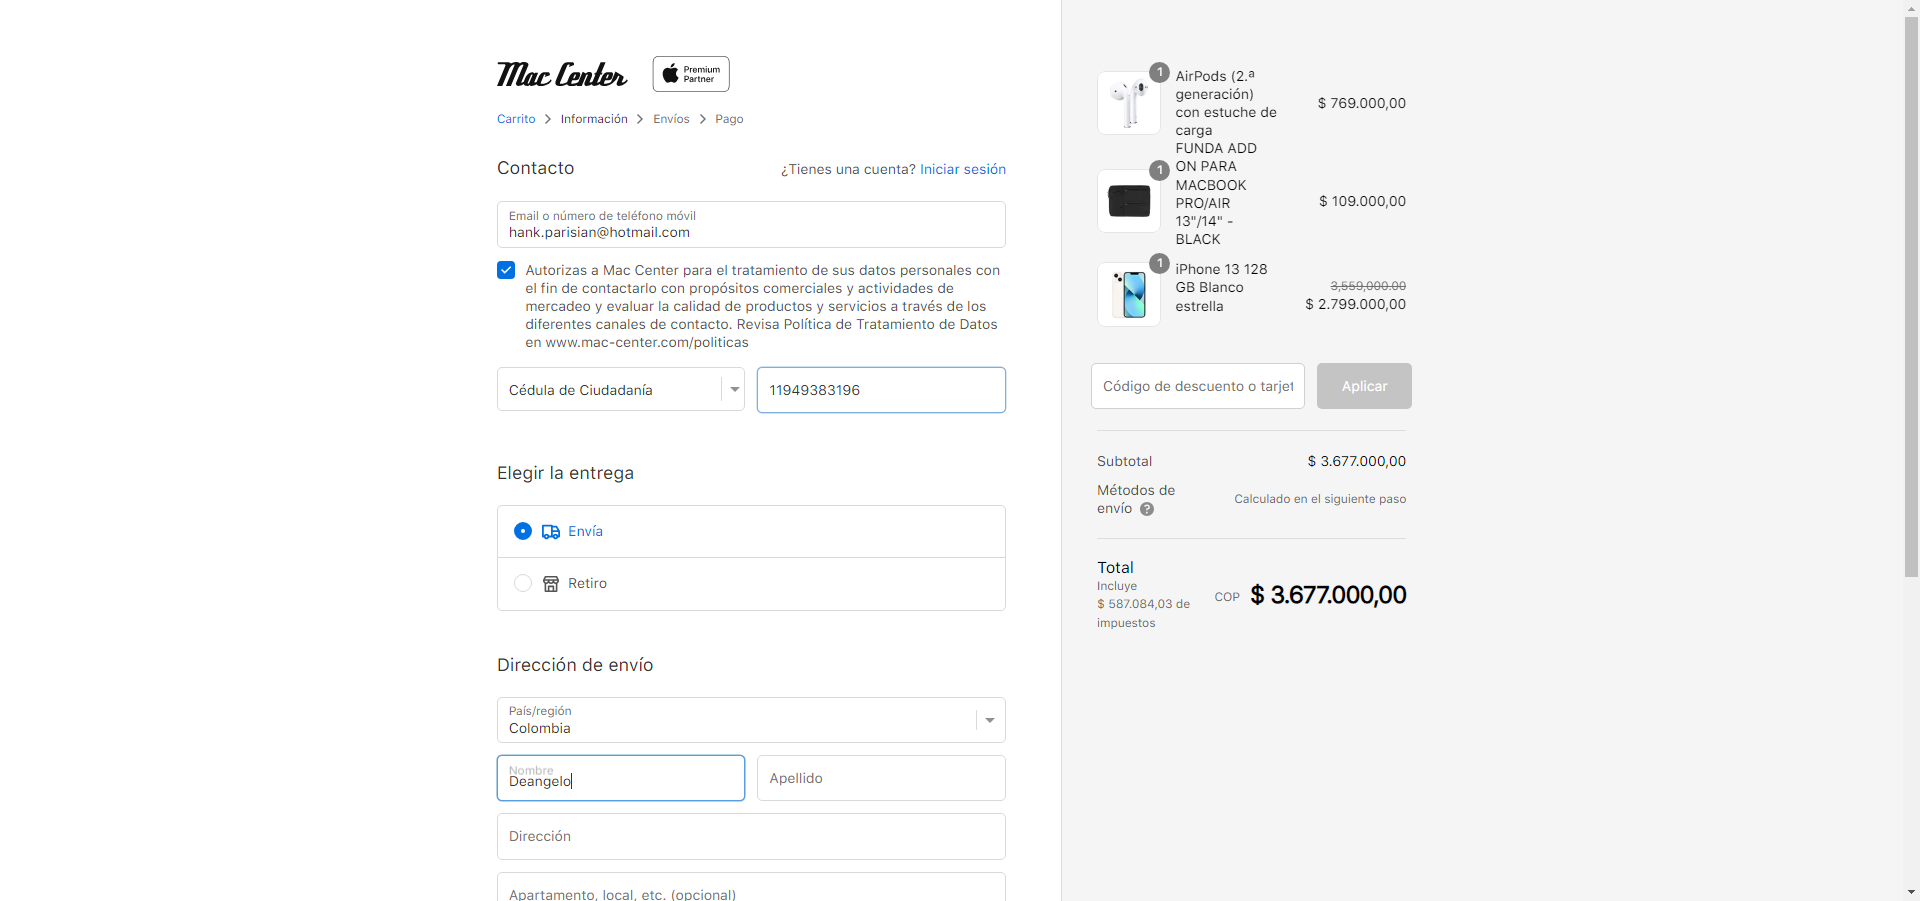 Mac Center
Premium
Partner
Carrito > Información > Envíos > Pago
Contacto
¿Tienes una cuenta? Iniciar sesión
Email o número de teléfono móvil
hank.parisian@hotmail.com
Autorizas a Mac Center para el tratamiento de sus datos personales con
el fin de contactarlo con propósitos comerciales y actividades de
mercadeo y evaluar la calidad de productos y servicios a través de los
diferentes canales de contacto. Revisa Política de Tratamiento de Datos
en www.mac-center.com/politicas
Cédula de Ciudadanía
11949383196
Elegir la entrega
Envía
Retiro
Dirección de envío
País/región
Colombia
Nombre
Deangelo
Apellido
Dirección
Apartamento, local, etc. (opcional)
1
AirPods (2.ª
generación)
con estuche de
carga
$ 769.000,00
1
FUNDA ADD
ON PARA
MACBOOK
PRO/AIR
13"/14" -
BLACK
$ 109.000,00
1
iPhone 13 128
GB Blanco
estrella
3,559,000.00
$ 2.799.000,00
Código de descuento o tarjet
Aplicar
Subtotal
$ 3.677.000,00
Métodos de
envío ?
Calculado en el siguiente paso
Total
Incluye
$ 587.084,03 de
impuestos
COP $ 3.677.000,00